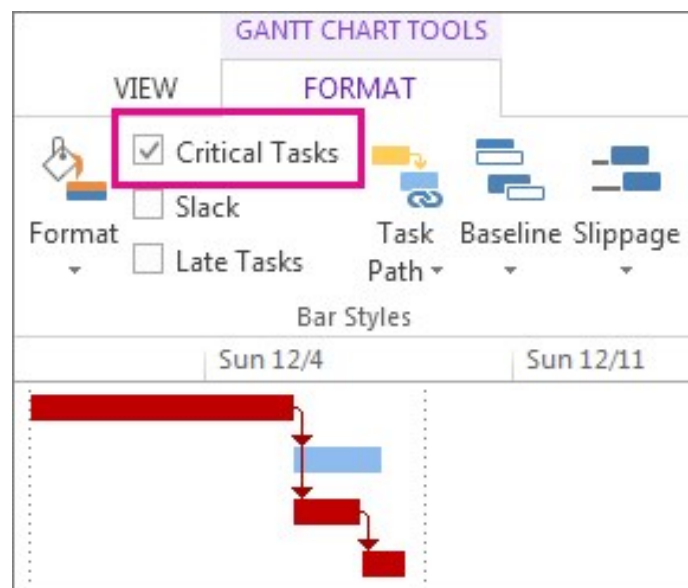 GANTT CHART TOOLS
VIEW
FORMAT
Format
Critical Tasks
Slack
Late Tasks
Task
Path
Baseline
Slippage
Bar Styles
Sun 12/4
Sun 12/11